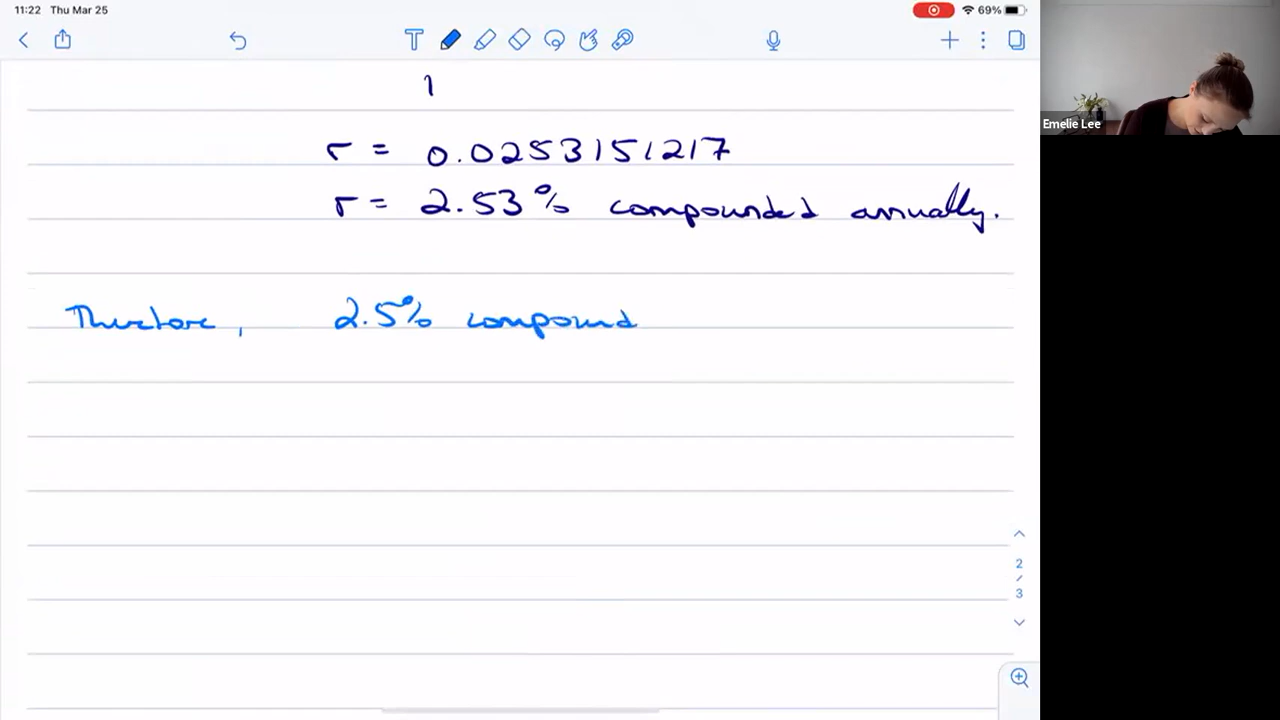 11:22 Thu Mar 25
69%
T
1
r = 0.0253151217
r = 2.53% compounded annually.
Therefore, 2.5% compound
2
3
Emelie Lee